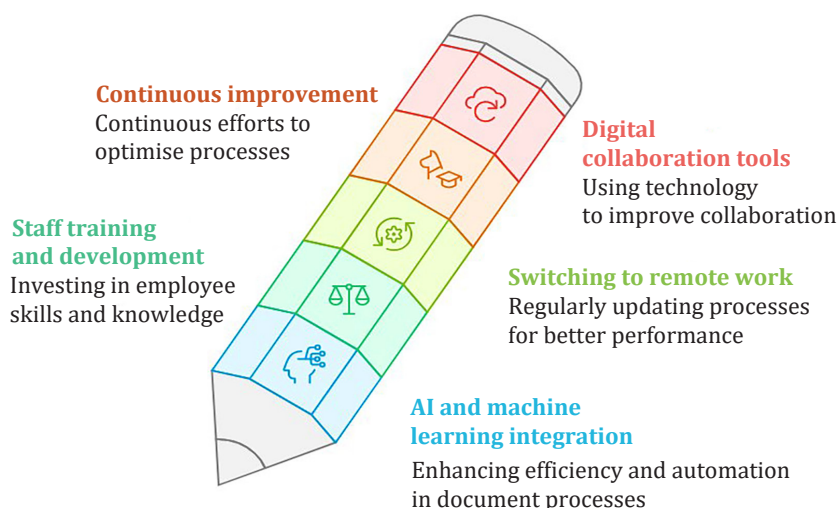 Continuous improvement
Continuous efforts to
optimise processes
Digital
collaboration tools
Using technology
to improve collaboration
Staff training
and development
Investing in employee
skills and knowledge
Switching to remote work
Regularly updating processes
for better performance
AI and machine
learning integration
Enhancing efficiency and automation
in document processes